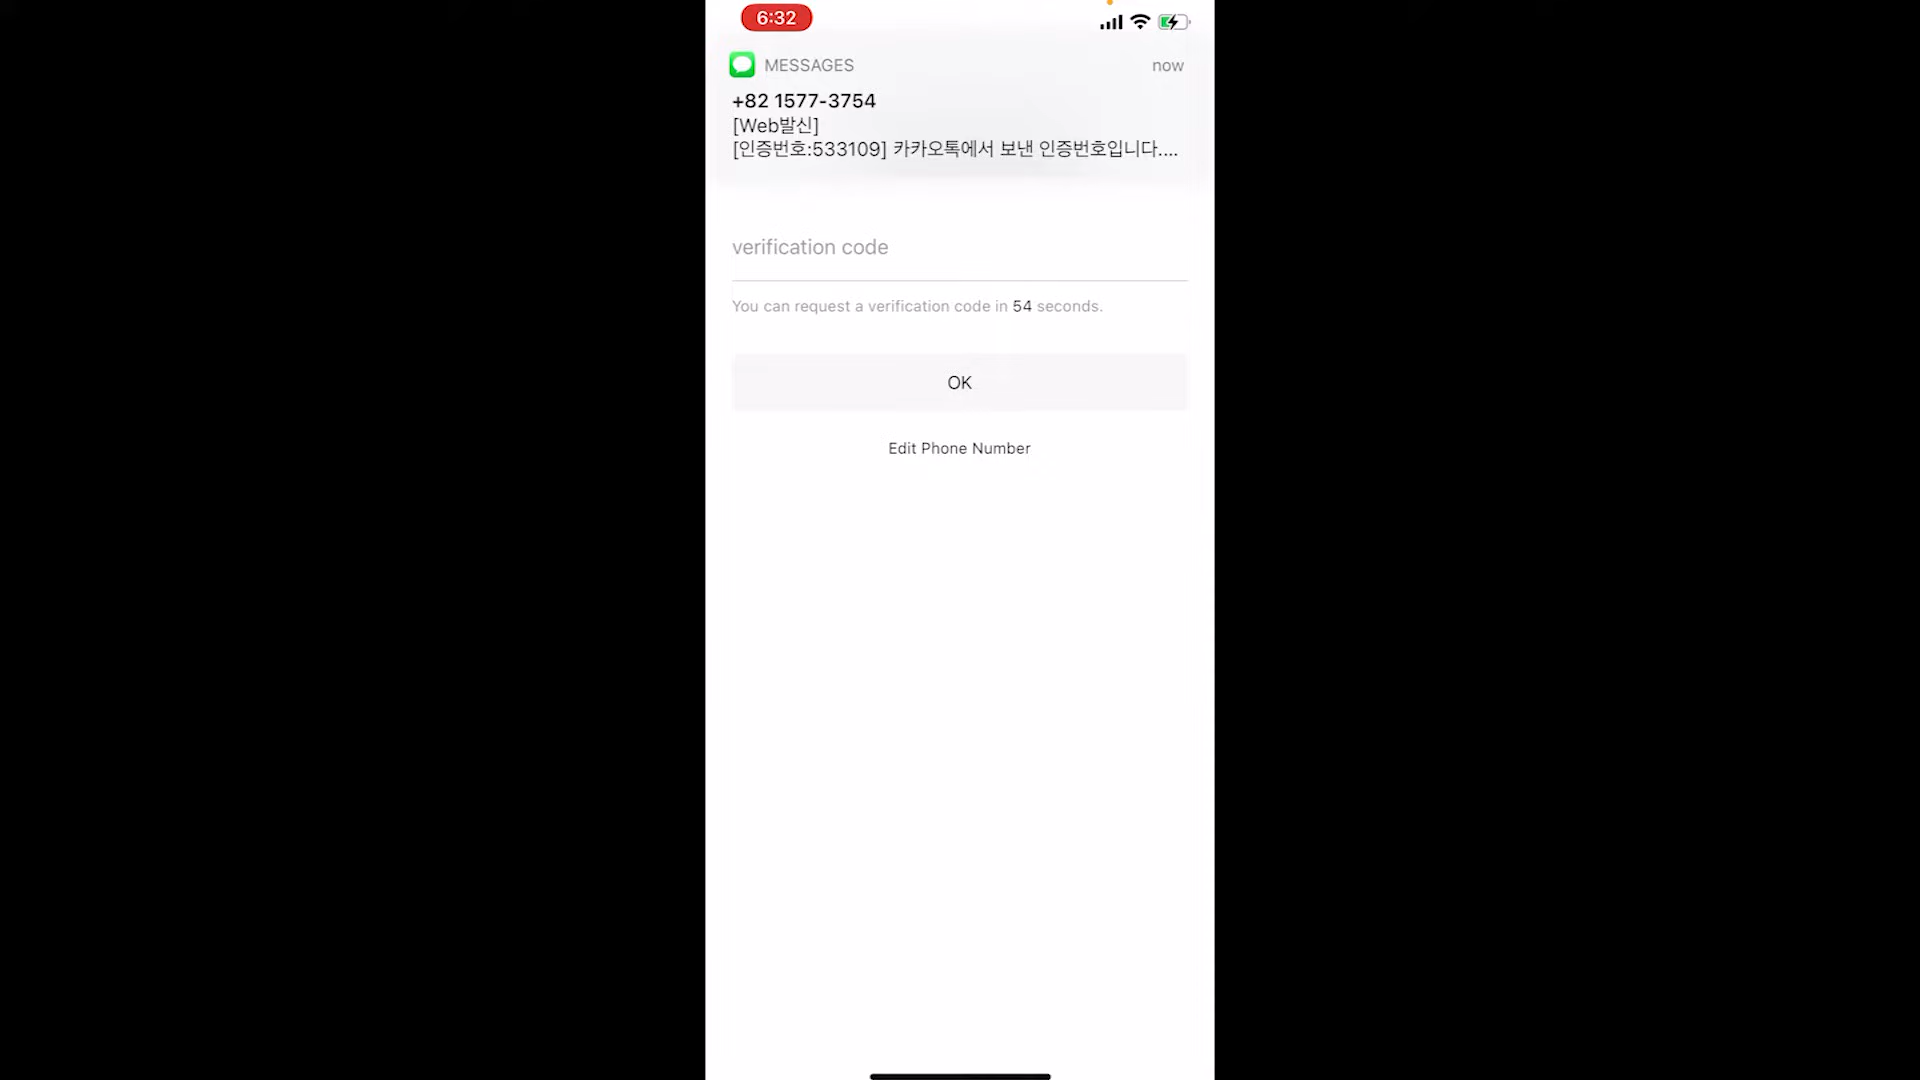 6:32
MESSAGES
now
+82 1577-3754
[Web발신]
[인증번호:533109] 카카오톡에서 보낸 인증번호입니다....
verification code
You can request a verification code in 54 seconds.
OK
Edit Phone Number